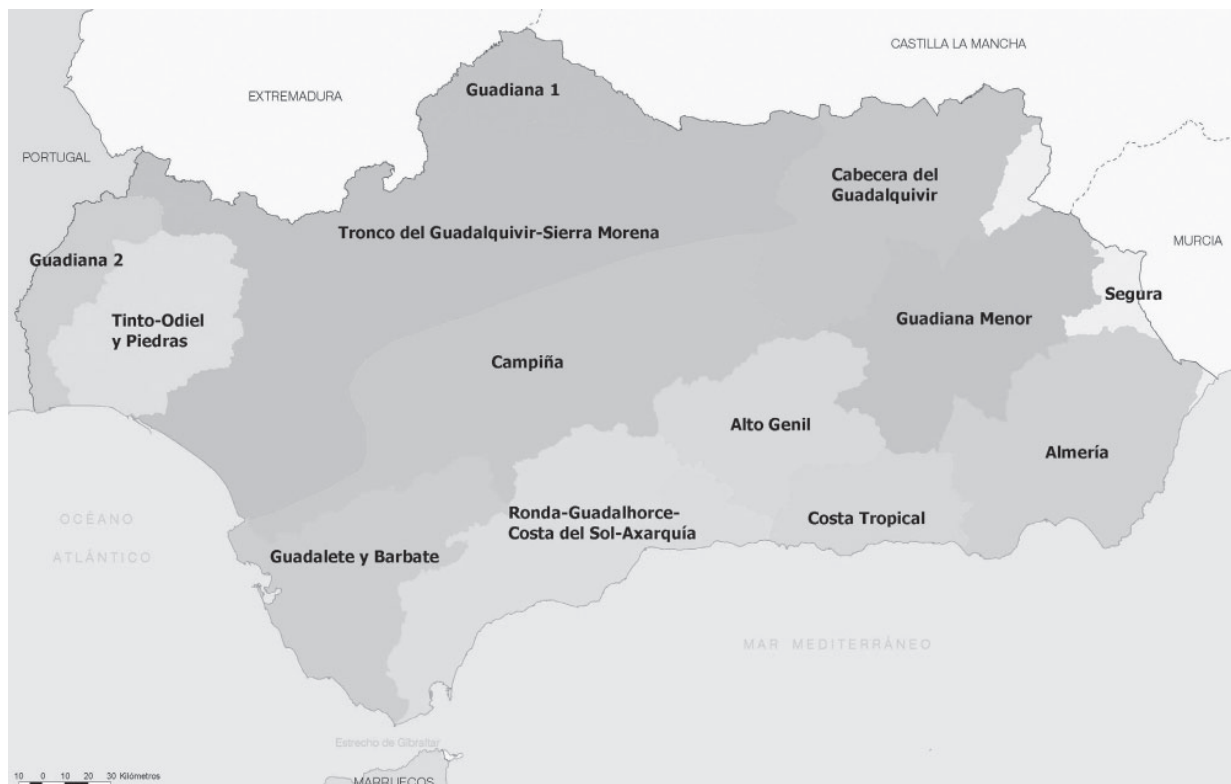 CASTILLA LA MANCHA
Guadiana 1
EXTREMADURA
PORTUGAL
Cabecera del
Guadalquivir
Tronco del Guadalquivir-Sierra Morena
MURCIA
Guadiana 2
Segura
Tinto-Odiel
y Piedras
Guadiana Menor
Campiña
Alto Genil
Almería
Ronda-Guadalhorce-
Costa del Sol-Axarquía
Costa Tropical
OCÉANO
ATLÁNTICO
Guadalete y Barbate
MAR MEDITERRÁNEO
Estrecho de Gibraltar
10 0 10 20 30 Kilómetros
MARRUECOS